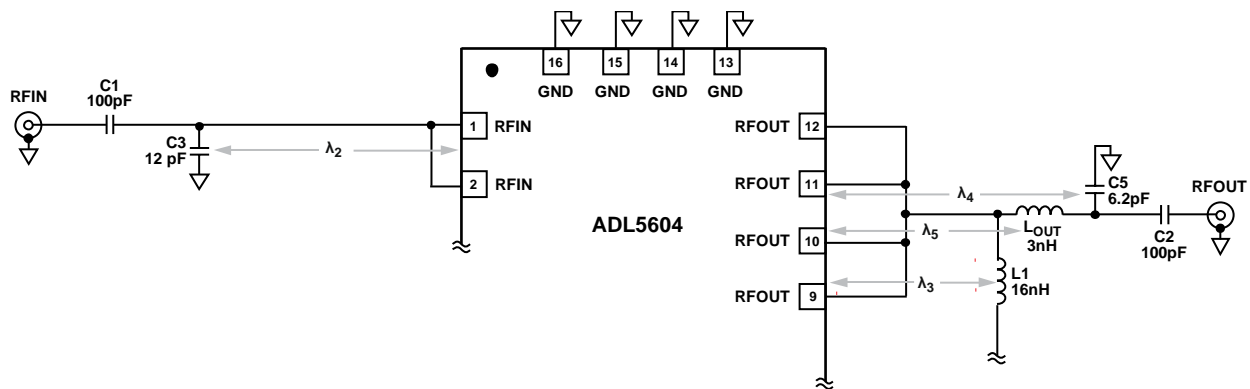 16
15
14
13
GND
GND
GND
GND
RFIN
C1
100pF
C3
12 pF
λ2
1
RFIN
2
RFIN
ADL5604
RFOUT
12
RFOUT
11
RFOUT
10
RFOUT
9
λ4
λ5
λ3
LOUT
3nH
L1
16nH
C5
6.2pF
C2
100pF
RFOUT